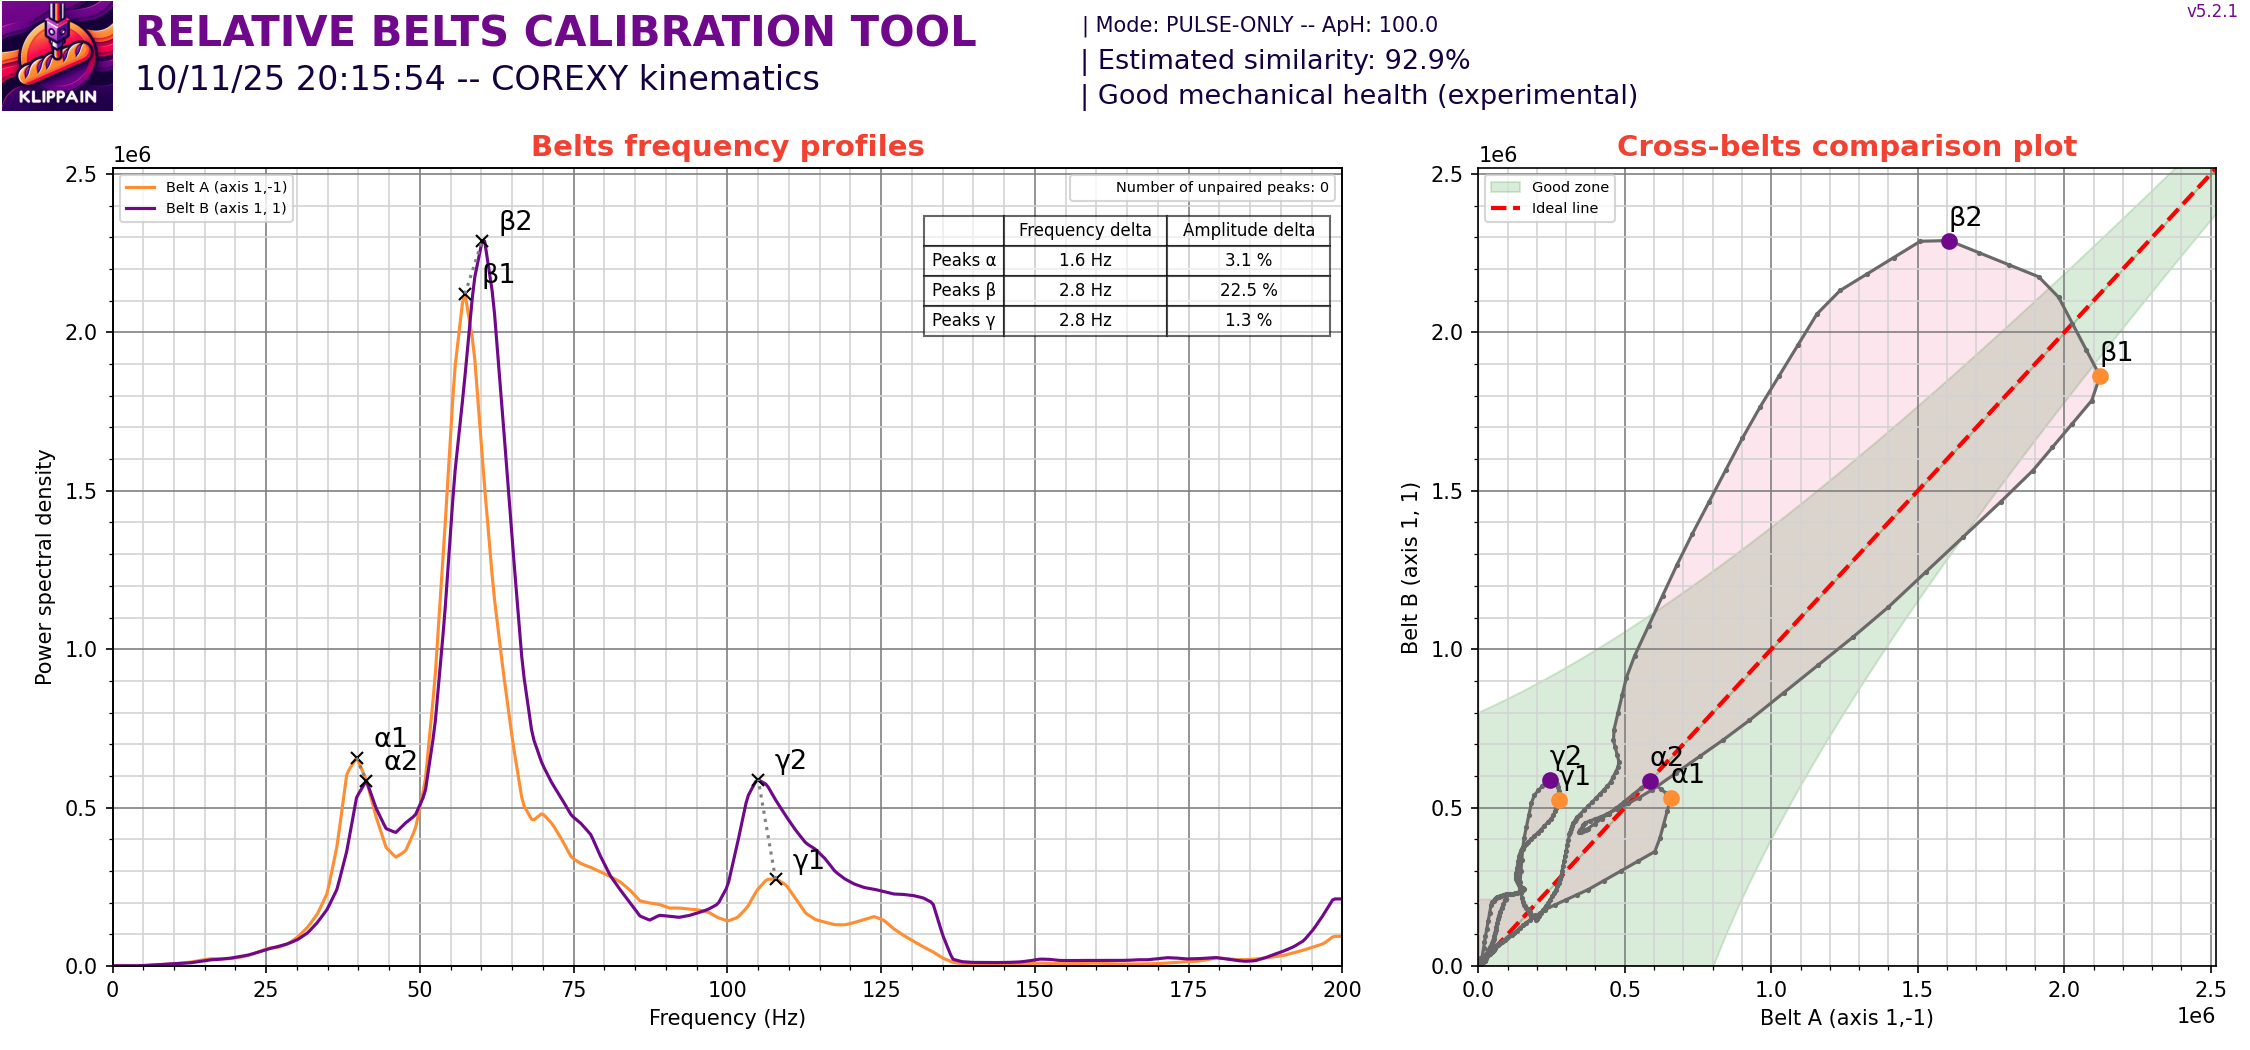 KLIPPAIN
RELATIVE BELTS CALIBRATION TOOL
10/11/25 20:15:54 -- COREXY kinematics
| Mode: PULSE-ONLY -- ApH: 100.0
| Estimated similarity: 92.9%
| Good mechanical health (experimental)
v5.2.1
Belts frequency profiles
1e6
Belt A (axis 1,-1)
Belt B (axis 1, 1)
Number of unpaired peaks: 0
Frequency delta Amplitude delta
Peaks α 1.6 Hz 3.1 %
Peaks β 2.8 Hz 22.5 %
Peaks γ 2.8 Hz 1.3 %
β2
β1
α1
α2
γ2
γ1
2.5
2.0
1.5
1.0
0.5
0.0
Power spectral density
0 25 50 75 100 125 150 175 200
Frequency (Hz)
Cross-belts comparison plot
1e6
Good zone
Ideal line
β2
β1
γ2
γ1
α2
α1
2.5
2.0
1.5
1.0
0.5
0.0
Belt B (axis 1, 1)
0.0 0.5 1.0 1.5 2.0 2.5
Belt A (axis 1,-1)
1e6